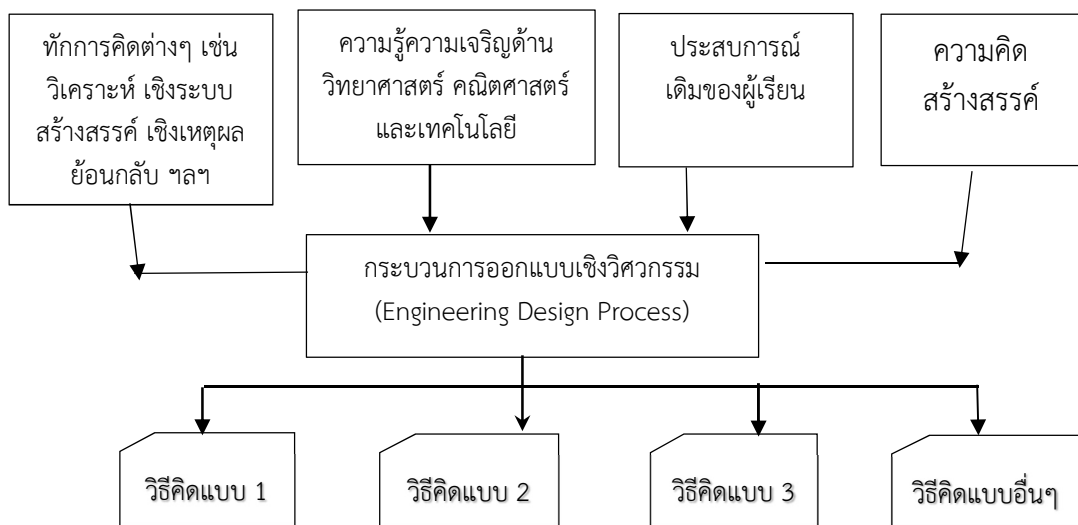 ทักการคิดต่างๆ เช่น
วิเคราะห์ เชิงระบบ
สร้างสรรค์ เชิงเหตุผล
ย้อนกลับ ฯลฯ
ความรู้ความเจริญด้าน
วิทยาศาสตร์ คณิตศาสตร์
และเทคโนโลยี
ประสบการณ์
เดิมของผู้เรียน
ความคิด
สร้างสรรค์
กระบวนการออกแบบเชิงวิศวกรรม
(Engineering Design Process)
วิธีคิดแบบ 1
วิธีคิดแบบ 2
วิธีคิดแบบ 3
วิธีคิดแบบอื่นๆ